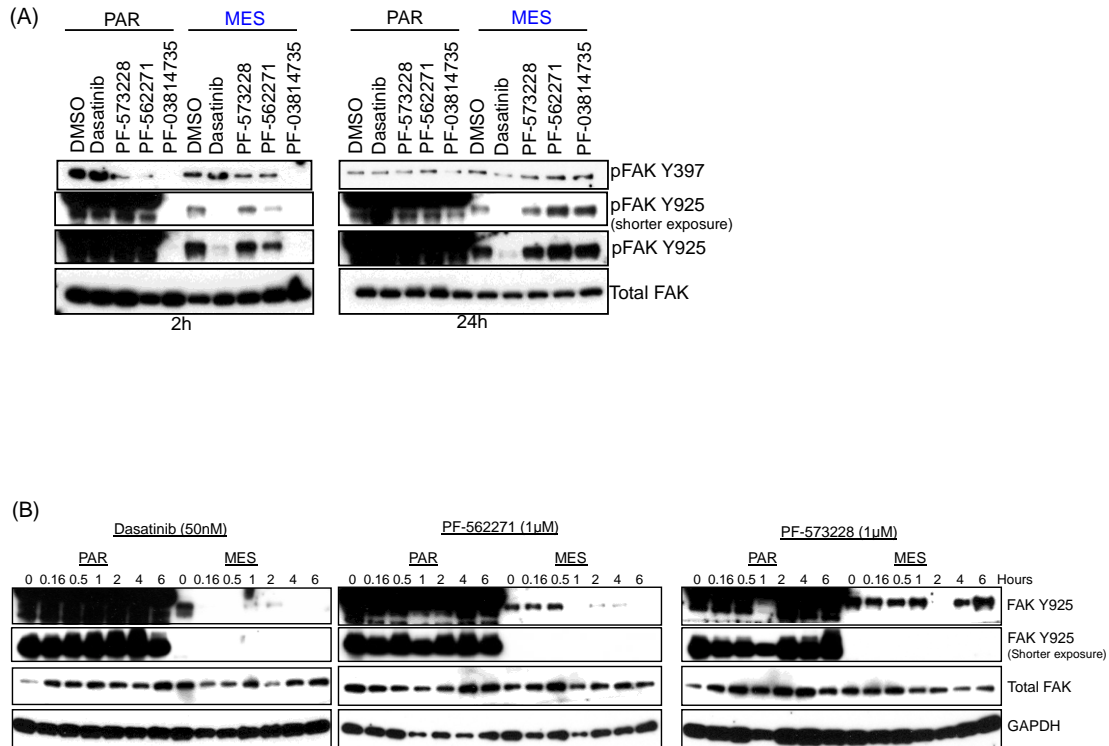 (A)
PAR MES PAR MES
DMSO Dasatinib PF-573228 PF-562271 PF-03814735 DMSO Dasatinib PF-573228 PF-562271 PF-03814735 DMSO Dasatinib PF-573228 PF-562271 PF-03814735 DMSO Dasatinib PF-573228 PF-562271 PF-03814735
pFAK Y397
pFAK Y925
(shorter exposure)
pFAK Y925
Total FAK
2h 24h
(B)
Dasatinib (50nM) PF-562271 (1µM) PF-573228 (1µM)
PAR MES PAR MES PAR MES
0 0.16 0.5 1 2 4 6 0 0.16 0.5 1 2 4 6 0 0.16 0.5 1 2 4 6 0 0.16 0.5 1 2 4 6 0 0.16 0.5 1 2 4 6 0 0.16 0.5 1 2 4 6 Hours
FAK Y925
FAK Y925
(Shorter exposure)
Total FAK
GAPDH